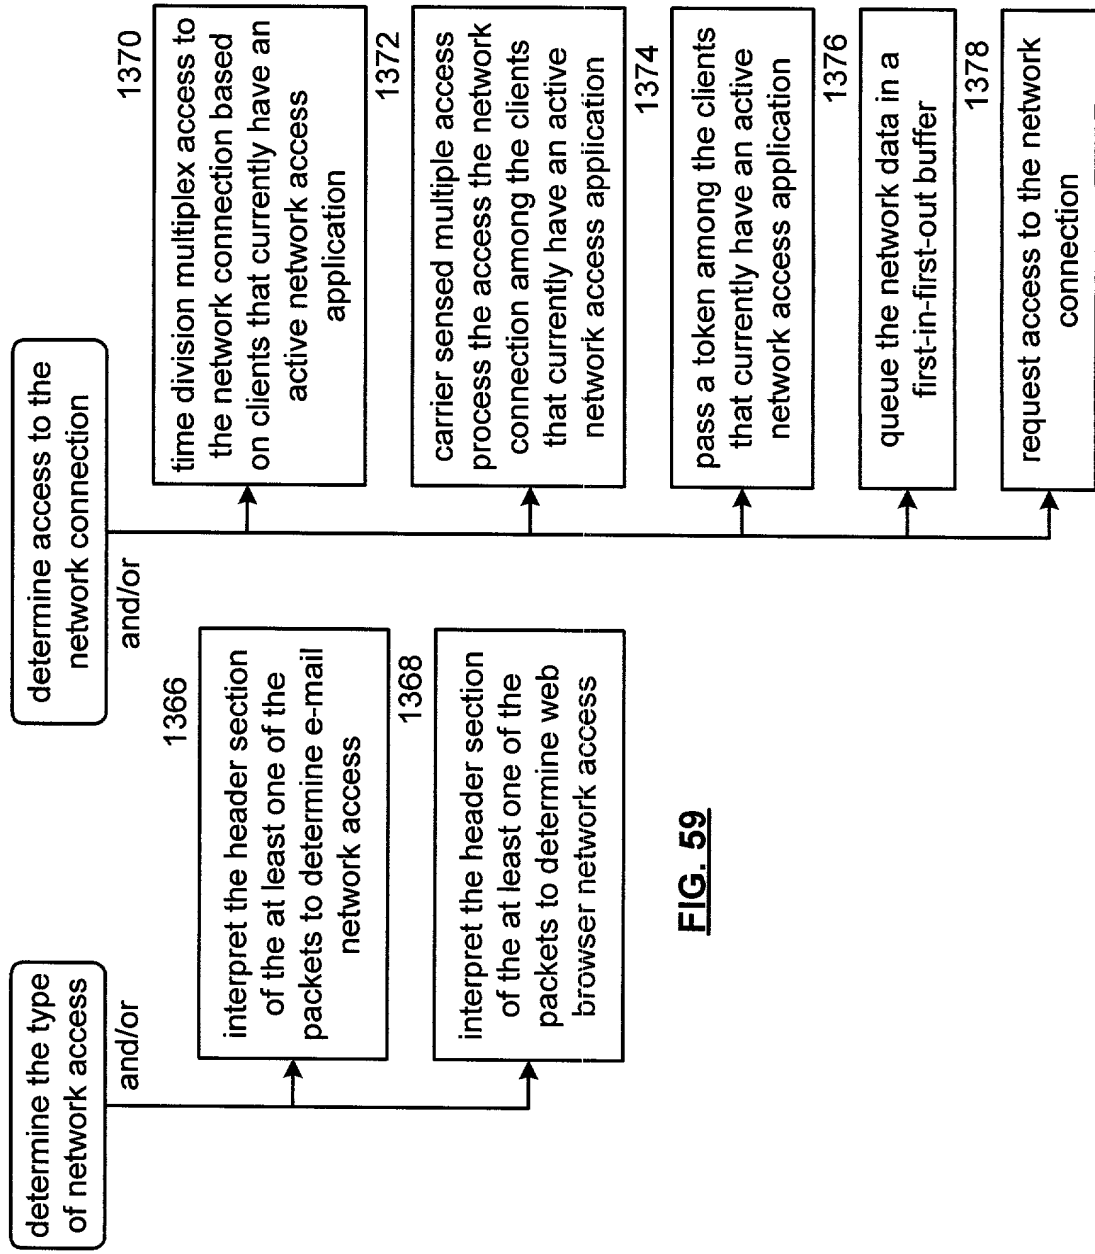 determine the type
of network access
and/or
1366
interpret the header section
of the at least one of the
packets to determine e-mail
network access
1368
interpret the header section
of the at least one of the
packets to determine web
browser network access
determine access to the
network connection
and/or
1370
time division multiplex access to
the network connection based
on clients that currently have an
active network access
application
1372
carrier sensed multiple access
process the access the network
connection among the clients
that currently have an active
network access application
1374
pass a token among the clients
that currently have an active
network access application
1376
queue the network data in a
first-in-first-out buffer
1378
request access to the network
connection
FIG. 59